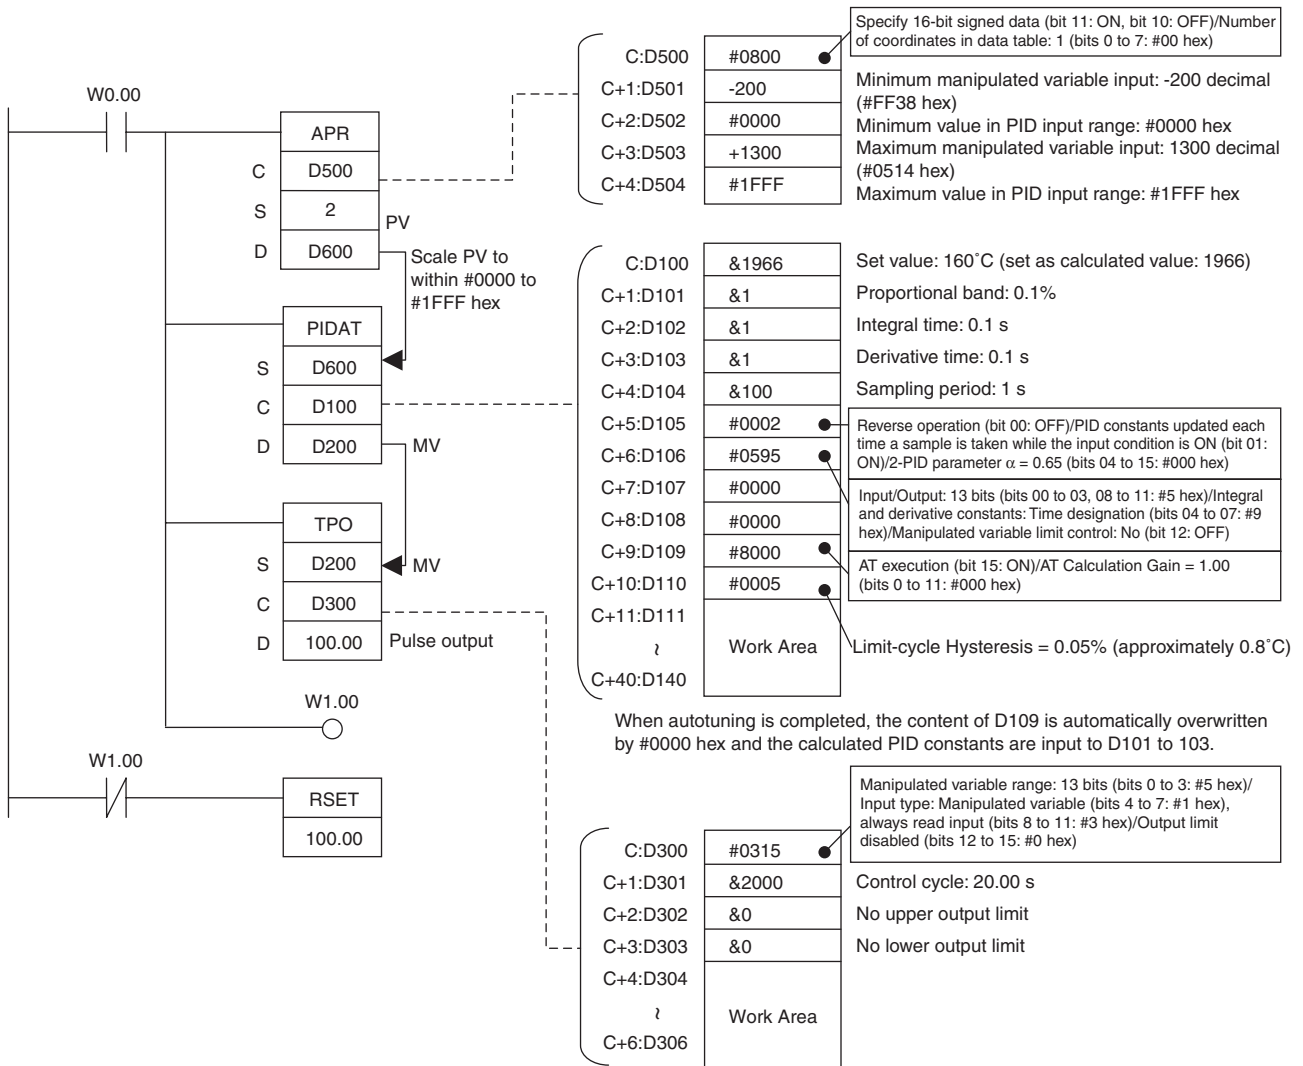 W0.00
APR
C D500
S 2 PV
D D600
Scale PV to
within #0000 to
#1FFF hex
PIDAT
S D600
C D100
D D200 MV
TPO
S D200 MV
C D300
D 100.00 Pulse output
W1.00
W1.00
RSET
100.00
C:D500 #0800
C+1:D501 -200
C+2:D502 #0000
C+3:D503 +1300
C+4:D504 #1FFF
Specify 16-bit signed data (bit 11: ON, bit 10: OFF)/Number
of coordinates in data table: 1 (bits 0 to 7: #00 hex)
Minimum manipulated variable input: -200 decimal
(#FF38 hex)
Minimum value in PID input range: #0000 hex
Maximum manipulated variable input: 1300 decimal
(#0514 hex)
Maximum value in PID input range: #1FFF hex
C:D100 &1966 Set value: 160˚C (set as calculated value: 1966)
C+1:D101 &1 Proportional band: 0.1%
C+2:D102 &1 Integral time: 0.1 s
C+3:D103 &1 Derivative time: 0.1 s
C+4:D104 &100 Sampling period: 1 s
C+5:D105 #0002
C+6:D106 #0595
C+7:D107 #0000
C+8:D108 #0000
C+9:D109 #8000
C+10:D110 #0005
C+11:D111
~ Work Area
C+40:D140
Reverse operation (bit 00: OFF)/PID constants updated each
time a sample is taken while the input condition is ON (bit 01:
ON)/2-PID parameter α = 0.65 (bits 04 to 15: #000 hex)
Input/Output: 13 bits (bits 00 to 03, 08 to 11: #5 hex)/Integral
and derivative constants: Time designation (bits 04 to 07: #9
hex)/Manipulated variable limit control: No (bit 12: OFF)
AT execution (bit 15: ON)/AT Calculation Gain = 1.00
(bits 0 to 11: #000 hex)
Limit-cycle Hysteresis = 0.05% (approximately 0.8˚C)
When autotuning is completed, the content of D109 is automatically overwritten
by #0000 hex and the calculated PID constants are input to D101 to 103.
Manipulated variable range: 13 bits (bits 0 to 3: #5 hex)/
Input type: Manipulated variable (bits 4 to 7: #1 hex),
always read input (bits 8 to 11: #3 hex)/Output limit
disabled (bits 12 to 15: #0 hex)
C:D300 #0315
C+1:D301 &2000 Control cycle: 20.00 s
C+2:D302 &0 No upper output limit
C+3:D303 &0 No lower output limit
C+4:D304
~ Work Area
C+6:D306